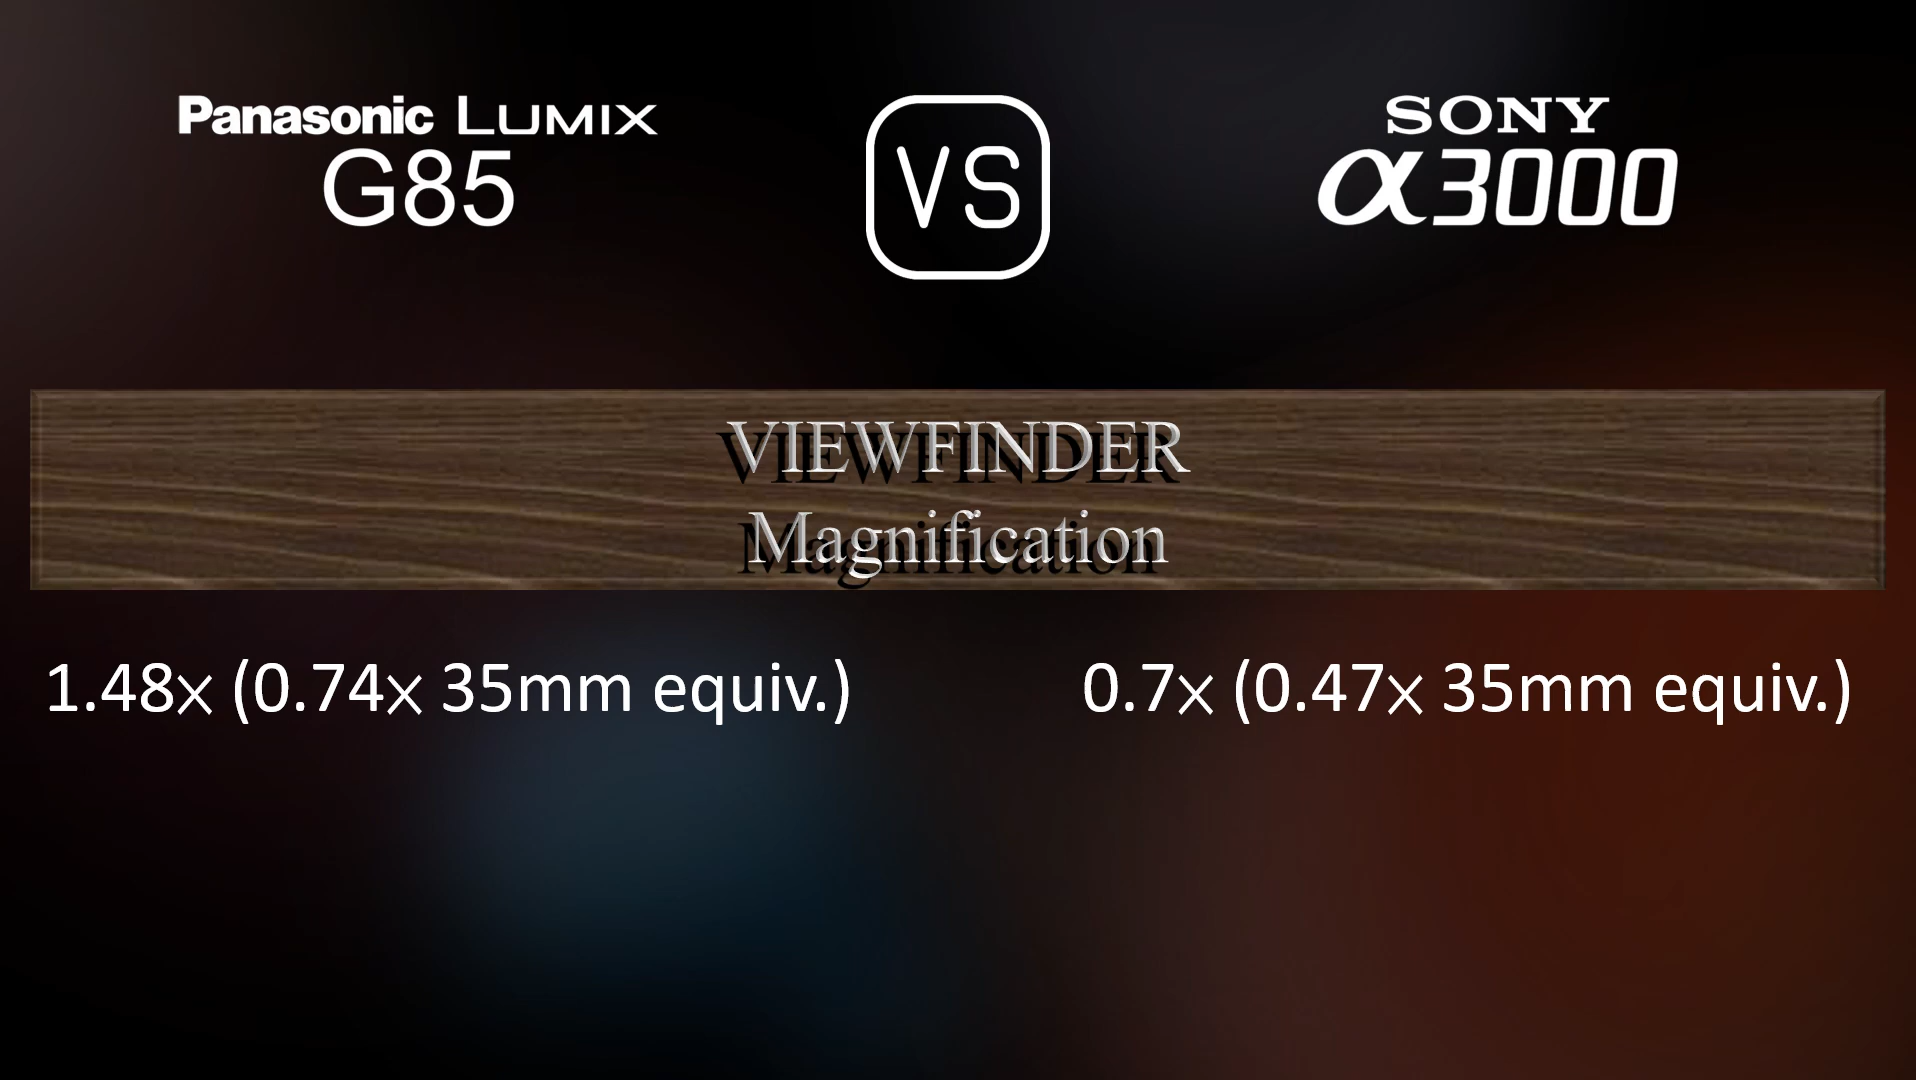 Panasonic LUMIX
G85
VS
SONY
α3000
VIEWFINDER
Magnification
1.48x (0.74x 35mm equiv.)
0.7x (0.47x 35mm equiv.)